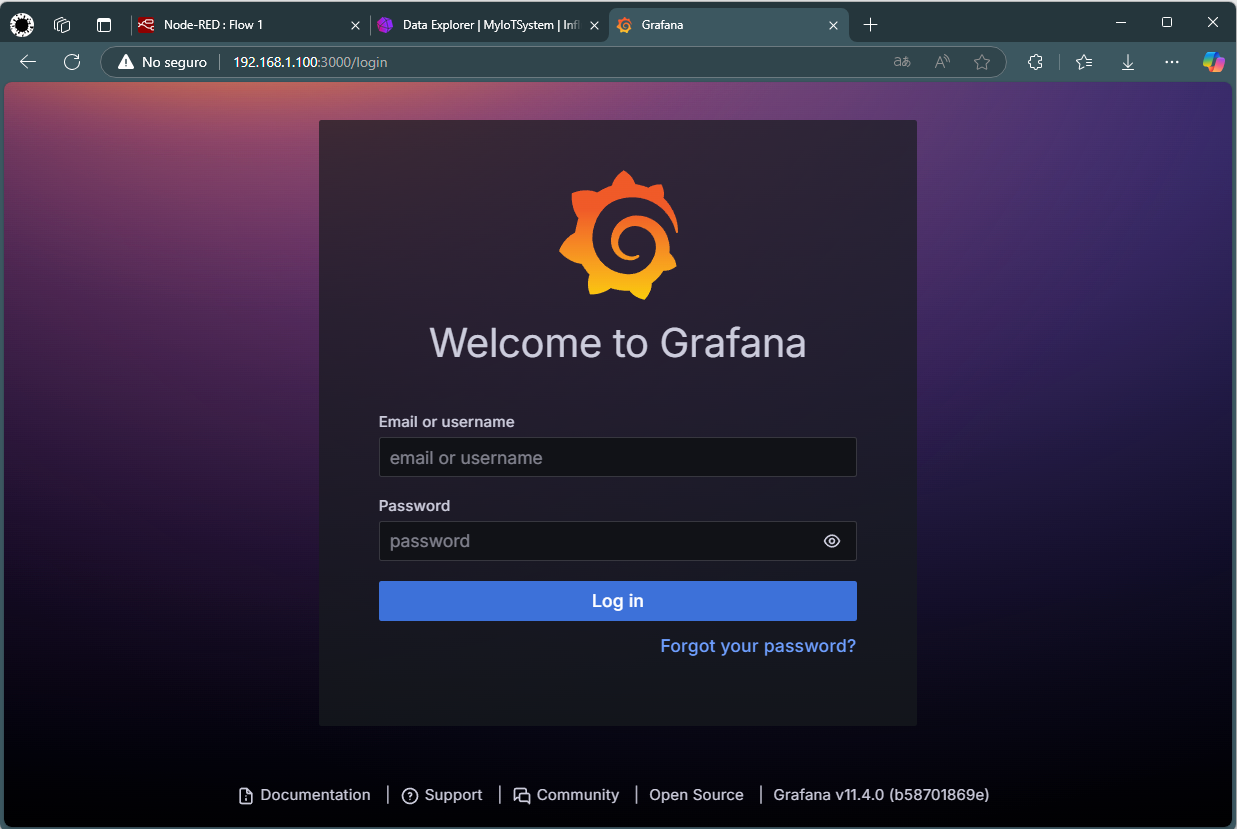 Node-RED : Flow 1
Data Explorer | MyIoTSystem | Infl
Grafana
No seguro
192.168.1.100:3000/login
Welcome to Grafana
Email or username
email or username
Password
password
Log in
Forgot your password?
Documentation | Support | Community | Open Source | Grafana v11.4.0 (b58701869e)